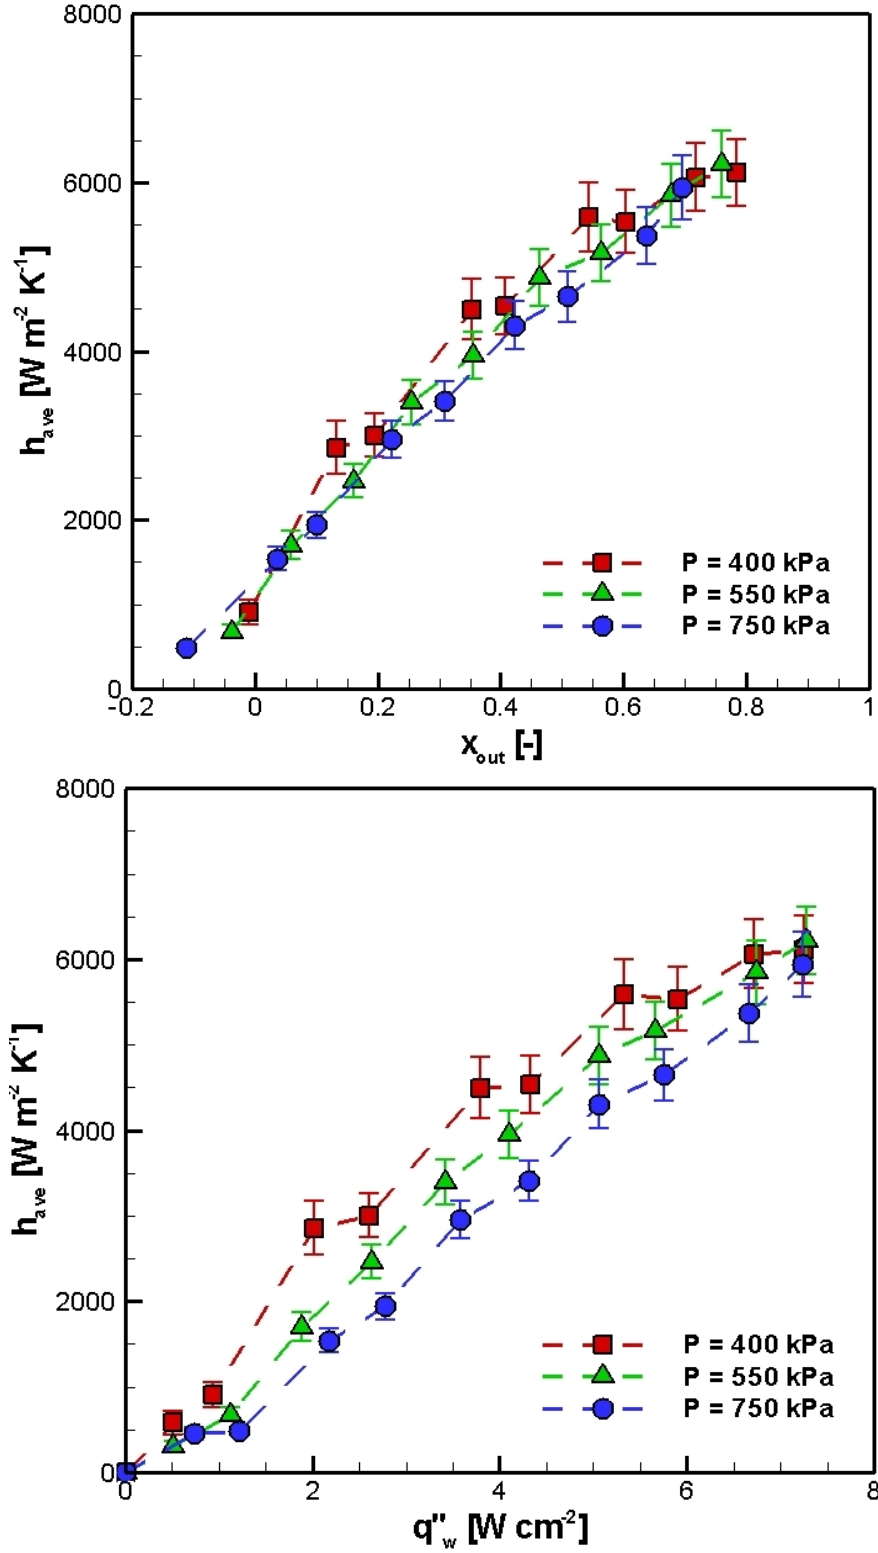 8000
6000
4000
2000
0
h_ave [W m^-2 K^-1]
-0.2 0 0.2 0.4 0.6 0.8 1
x_out [-]
P = 400 kPa
P = 550 kPa
P = 750 kPa
8000
6000
4000
2000
0
h_ave [W m^-2 K^-1]
0 2 4 6 8
q''_w [W cm^-2]
P = 400 kPa
P = 550 kPa
P = 750 kPa